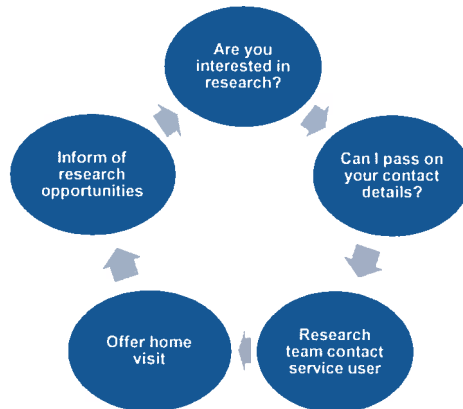 Are you
interested in
research?
Can I pass on
your contact
details?
Research
team contact
service user
Offer home
visit
Inform of
research
opportunities